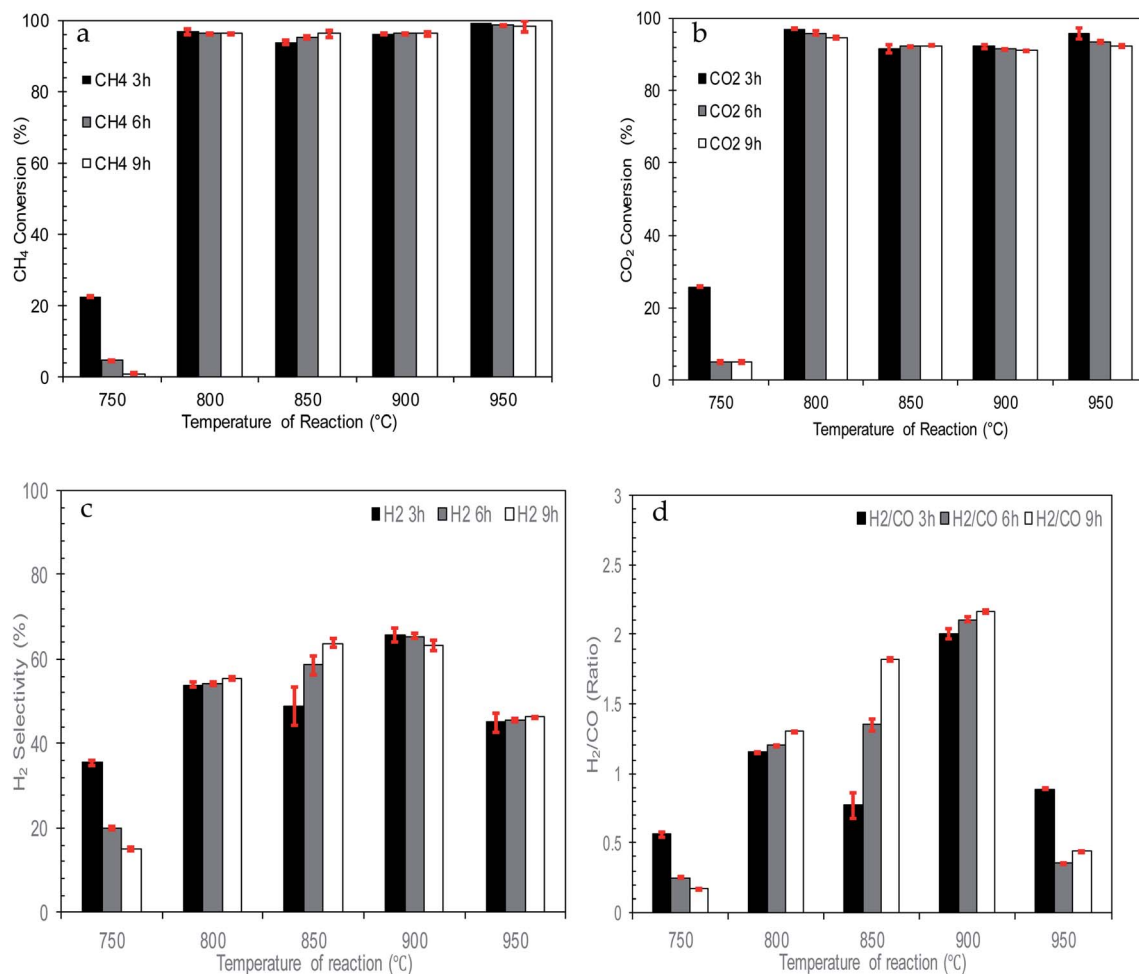 a
CH4 3h
CH4 6h
CH4 9h
CH₄ Conversion (%)
100
80
60
40
20
0
750 800 850 900 950
Temperature of Reaction (°C)
b
CO2 3h
CO2 6h
CO2 9h
CO₂ Conversion (%)
100
80
60
40
20
0
750 800 850 900 950
Temperature of Reaction (°C)
c
H2 3h H2 6h H2 9h
H₂ Selectivity (%)
100
80
60
40
20
0
750 800 850 900 950
Temperature of reaction (°C)
d
H2/CO 3h H2/CO 6h H2/CO 9h
H₂/CO (Ratio)
3
2.5
2
1.5
1
0.5
0
750 800 850 900 950
Temperature of reaction (°C)